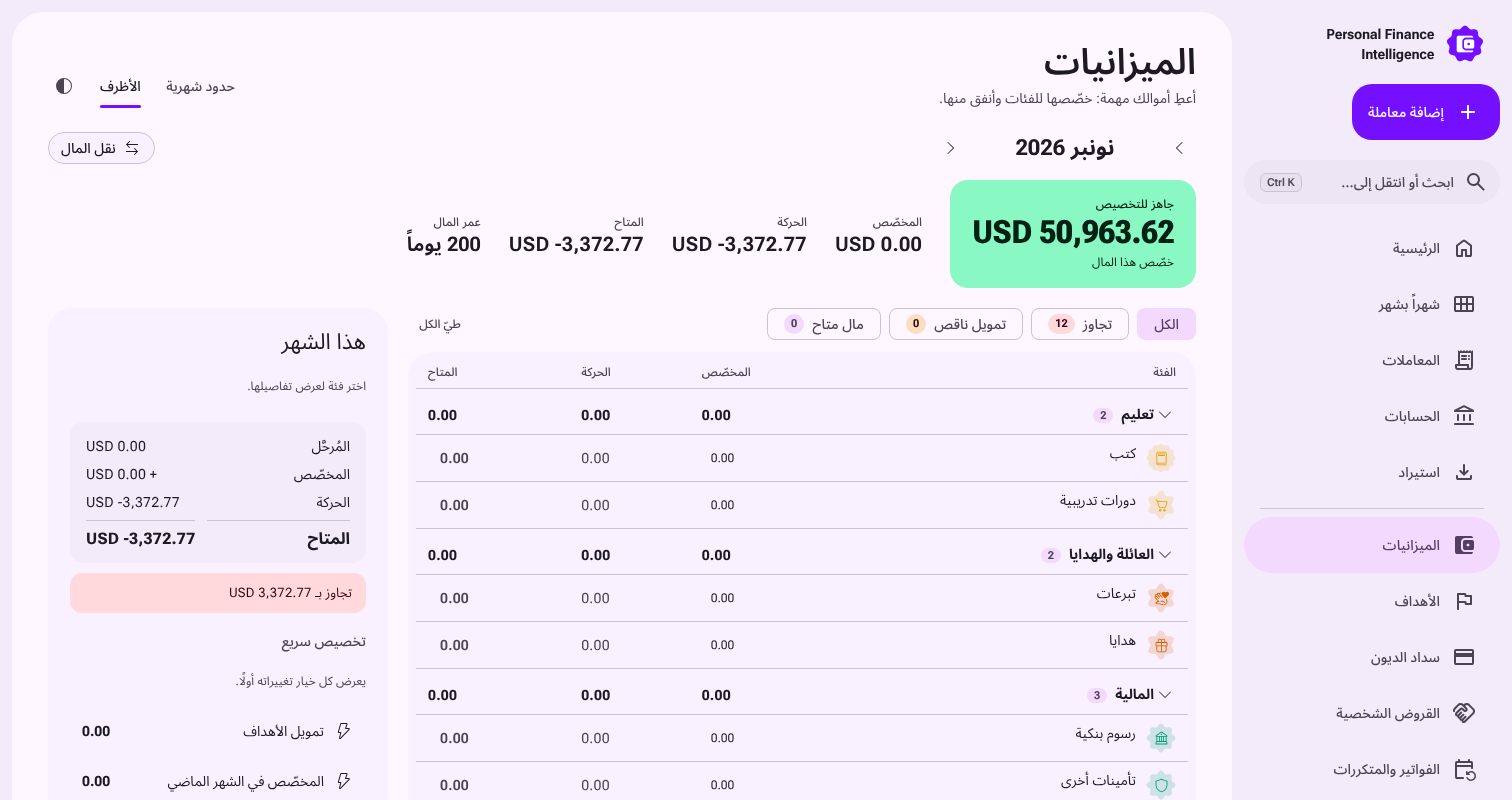 Personal Finance
Intelligence
إضافة معاملة
ابحث أو انتقل إلى...
Ctrl K
الرئيسية
شهراً بشهر
المعاملات
الحسابات
استيراد
الميزانيات
الأهداف
سداد الديون
القروض الشخصية
الفواتير والمتكررات
الميزانيات
أعطِ أموالك مهمة: خصّصها للفئات وأنفق منها.
حدود شهرية
الأظرف
نونبر 2026
نقل المال
جاهز للتخصيص
USD 50,963.62
خصّص هذا المال
المخصّص
USD 0.00
الحركة
USD -3,372.77
المتاح
USD -3,372.77
عمر المال
200 يوماً
الكل
تجاوز 12
تمويل ناقص 0
مال متاح 0
طيّ الكل
الفئة المخصّص الحركة المتاح
تعليم 2 0.00 0.00 0.00
كتب 0.00 0.00 0.00
دورات تدريبية 0.00 0.00 0.00
العائلة والهدايا 2 0.00 0.00 0.00
تبرعات 0.00 0.00 0.00
هدايا 0.00 0.00 0.00
المالية 3 0.00 0.00 0.00
رسوم بنكية 0.00 0.00 0.00
تأمينات أخرى 0.00 0.00 0.00
هذا الشهر
اختر فئة لعرض تفاصيلها.
المُرحَّل USD 0.00
المخصّص + USD 0.00
الحركة USD -3,372.77
المتاح USD -3,372.77
تجاوز بـ USD 3,372.77
تخصيص سريع
يعرض كل خيار تغييراته أولًا.
تمويل الأهداف 0.00
المخصّص في الشهر الماضي 0.00